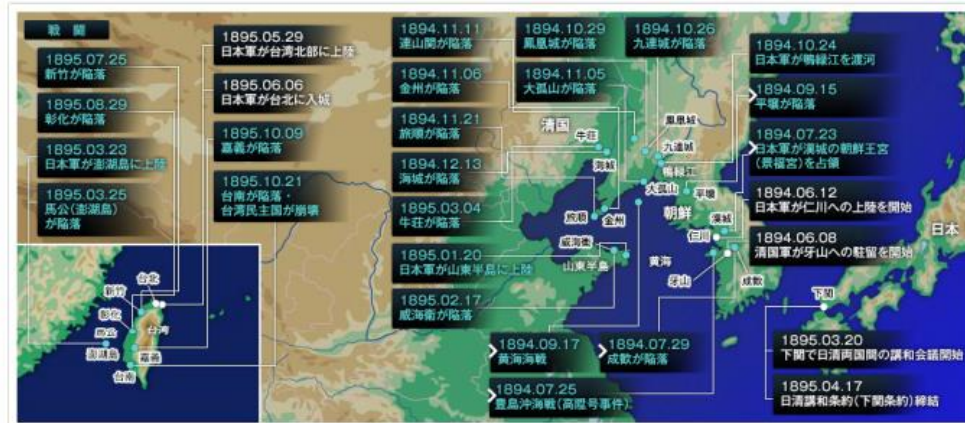 戦闘
1895.07.25
新竹が陥落
1895.08.29
彰化が陥落
1895.03.23
日本軍が澎湖島に上陸
1895.03.25
馬公(澎湖島)
が陥落
1895.05.29
日本軍が台湾北部に上陸
1895.06.06
日本軍が台北に入城
1895.10.09
嘉義が陥落
1895.10.21
台南が陥落・
台湾民主国が崩壊
1894.11.11
連山関が陥落
1894.11.06
金州が陥落
1894.11.21
旅順が陥落
1894.12.13
海城が陥落
1895.03.04
牛荘が陥落
1895.01.20
日本軍が山東半島に上陸
1895.02.17
威海衛が陥落
1894.10.29
鳳凰城が陥落
1894.11.05
大孤山が陥落
1894.10.26
九連城が陥落
1894.10.24
日本軍が鴨緑江を渡河
1894.09.15
平壌が陥落
1894.07.23
日本軍が漢城の朝鮮王宮
(景福宮)を占領
1894.06.12
日本軍が仁川への上陸を開始
1894.06.08
清国軍が牙山への駐留を開始
1894.09.17
黄海海戦
1894.07.29
成歓が陥落
1894.07.25
豊島沖海戦(高陞号事件)
1895.03.20
下関で日清両国間の講和会議開始
1895.04.17
日清講和条約(下関条約)締結
清国
牛荘
海城
鳳凰城
九連城
鴨緑江
大孤山
平壌
旅順
金州
朝鮮
漢城
仁川
威海衛
山東半島
黄海
牙山
成歓
下関
日本
台北
新竹
彰化
台湾
馬公
澎湖島
嘉義
台南